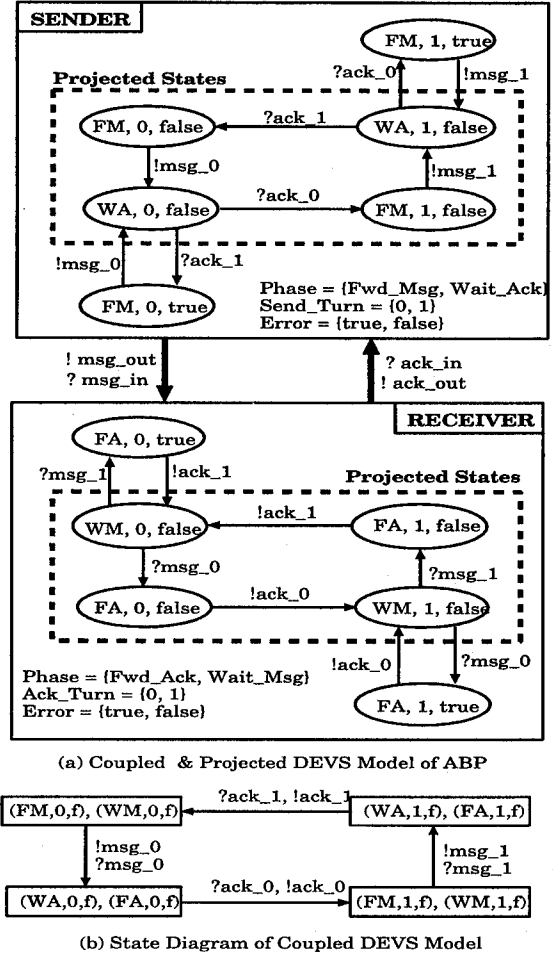 SENDER
FM, 1, true
?ack_0
!msg_1
Projected States
FM, 0, false
?ack_1
WA, 1, false
!msg_0
!msg_1
WA, 0, false
?ack_0
FM, 1, false
!msg_0
?ack_1
FM, 0, true
Phase = {Fwd_Msg, Wait_Ack}
Send_Turn = {0, 1}
Error = {true, false}
! msg_out
? msg_in
? ack_in
! ack_out
RECEIVER
FA, 0, true
?msg_1
!ack_1
Projected States
WM, 0, false
!ack_1
FA, 1, false
?msg_0
?msg_1
FA, 0, false
!ack_0
WM, 1, false
!ack_0
?msg_0
Phase = {Fwd_Ack, Wait_Msg}
Ack_Turn = {0, 1}
Error = {true, false}
FA, 1, true
(a) Coupled & Projected DEVS Model of ABP
(FM,0,f), (WM,0,f)
?ack_1, !ack_1
(WA,1,f), (FA,1,f)
!msg_0
?msg_0
!msg_1
?msg_1
(WA,0,f), (FA,0,f)
?ack_0, !ack_0
(FM,1,f), (WM,1,f)
(b) State Diagram of Coupled DEVS Model